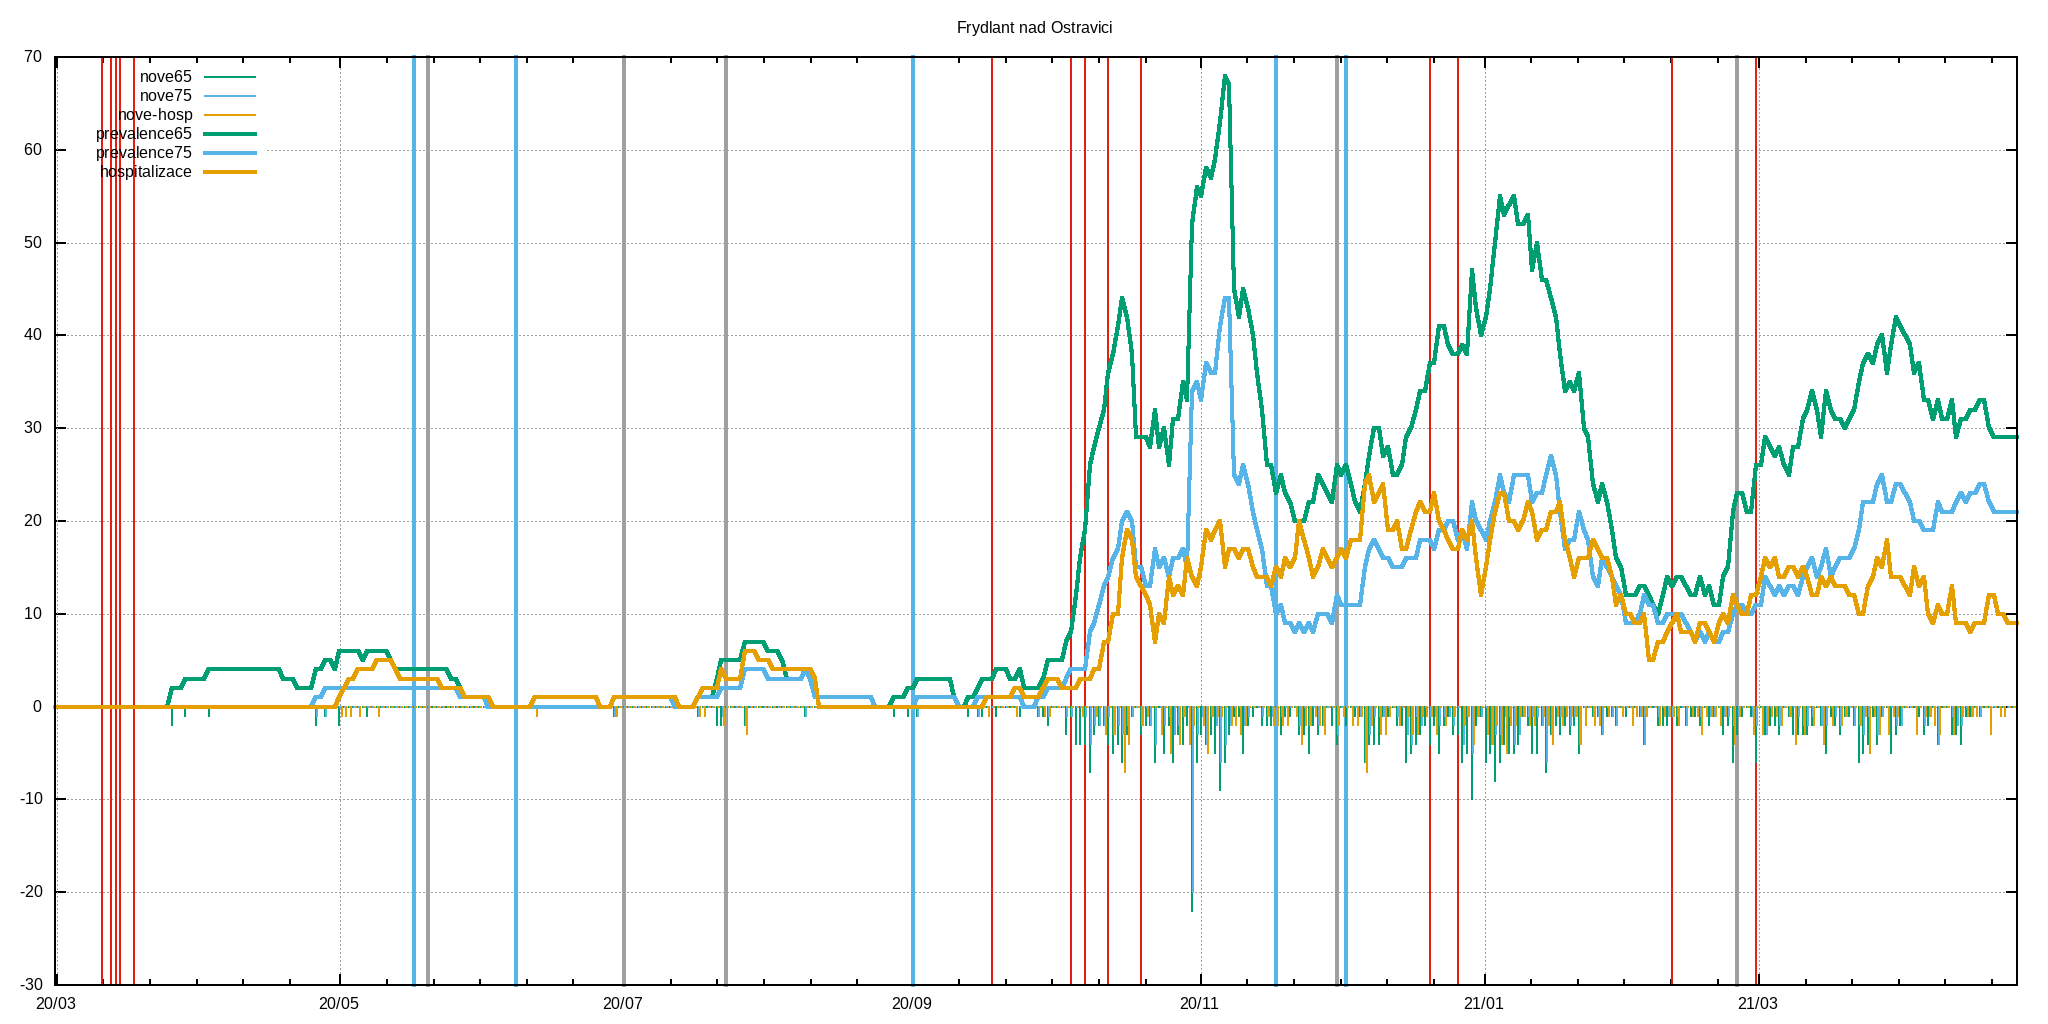 Frydlant nad Ostravici
70
60
50
40
30
20
10
0
-10
-20
-30
nove65
nove75
nove-hosp
prevalence65
prevalence75
hospitalizace
20/03 20/05 20/07 20/09 20/11 21/01 21/03